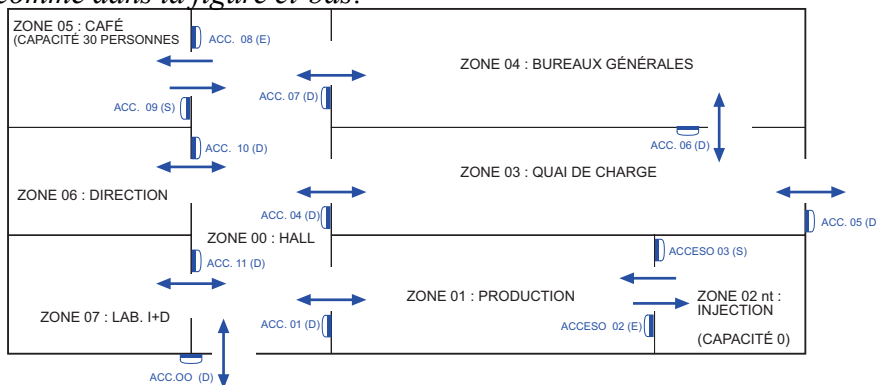 comme dans la figure ci-bas:
ZONE 05 : CAFÉ
(CAPACITÉ 30 PERSONNES
ACC. 08 (E)
ZONE 04 : BUREAUX GÉNÉRALES
ACC. 07 (D)
ACC. 09 (S)
ACC. 10 (D)
ACC. 06 (D)
ZONE 03 : QUAI DE CHARGE
ZONE 06 : DIRECTION
ACC. 04 (D)
ACC. 05 (D
ZONE 00 : HALL
ACCESO 03 (S)
ACC. 11 (D)
ZONE 01 : PRODUCTION
ZONE 02 nt :
INJECTION
ZONE 07 : LAB. I+D
ACC. 01 (D)
ACCESO 02 (E)
(CAPACITÉ 0)
ACC.OO (D)